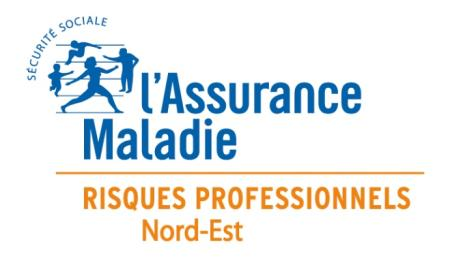 SÉCURITÉ SOCIALE
l'Assurance
Maladie
RISQUES PROFESSIONNELS
Nord-Est